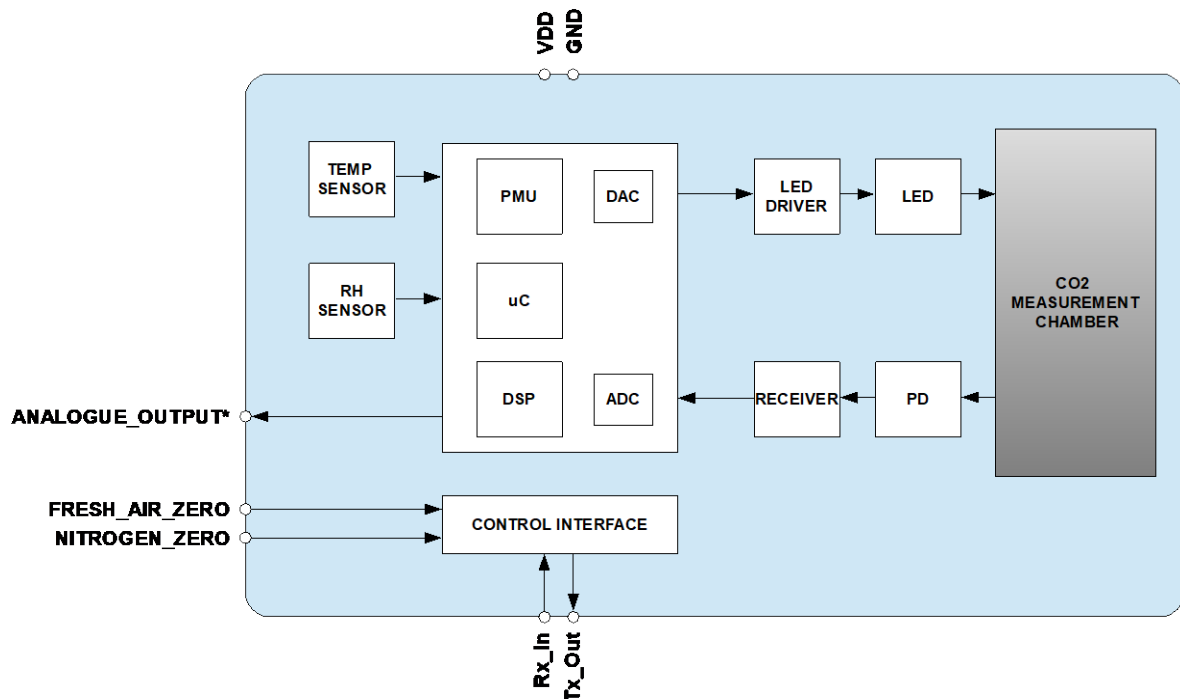 VDD
GND
TEMP
SENSOR
PMU
DAC
LED
DRIVER
LED
RH
SENSOR
uC
CO2
MEASUREMENT
CHAMBER
DSP
ADC
RECEIVER
PD
ANALOGUE_OUTPUT*
FRESH_AIR_ZERO
NITROGEN_ZERO
CONTROL INTERFACE
Rx_In
Tx_Out